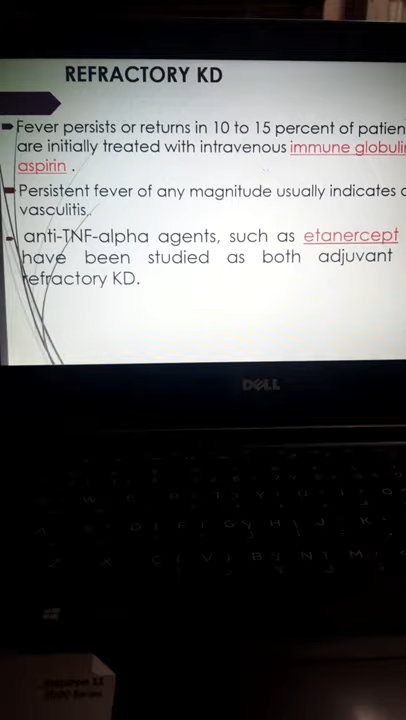 REFRACTORY KD
Fever persists or returns in 10 to 15 percent of patien
are initially treated with intravenous immune globuli
aspirin .
Persistent fever of any magnitude usually indicates
vasculitis..
anti-TNF-alpha agents, such as etanercept
have been studied as both adjuvant
refractory KD.
DELL
W
Y U I O
A D F G H J K
Z X C V B N M
Inspiron 11